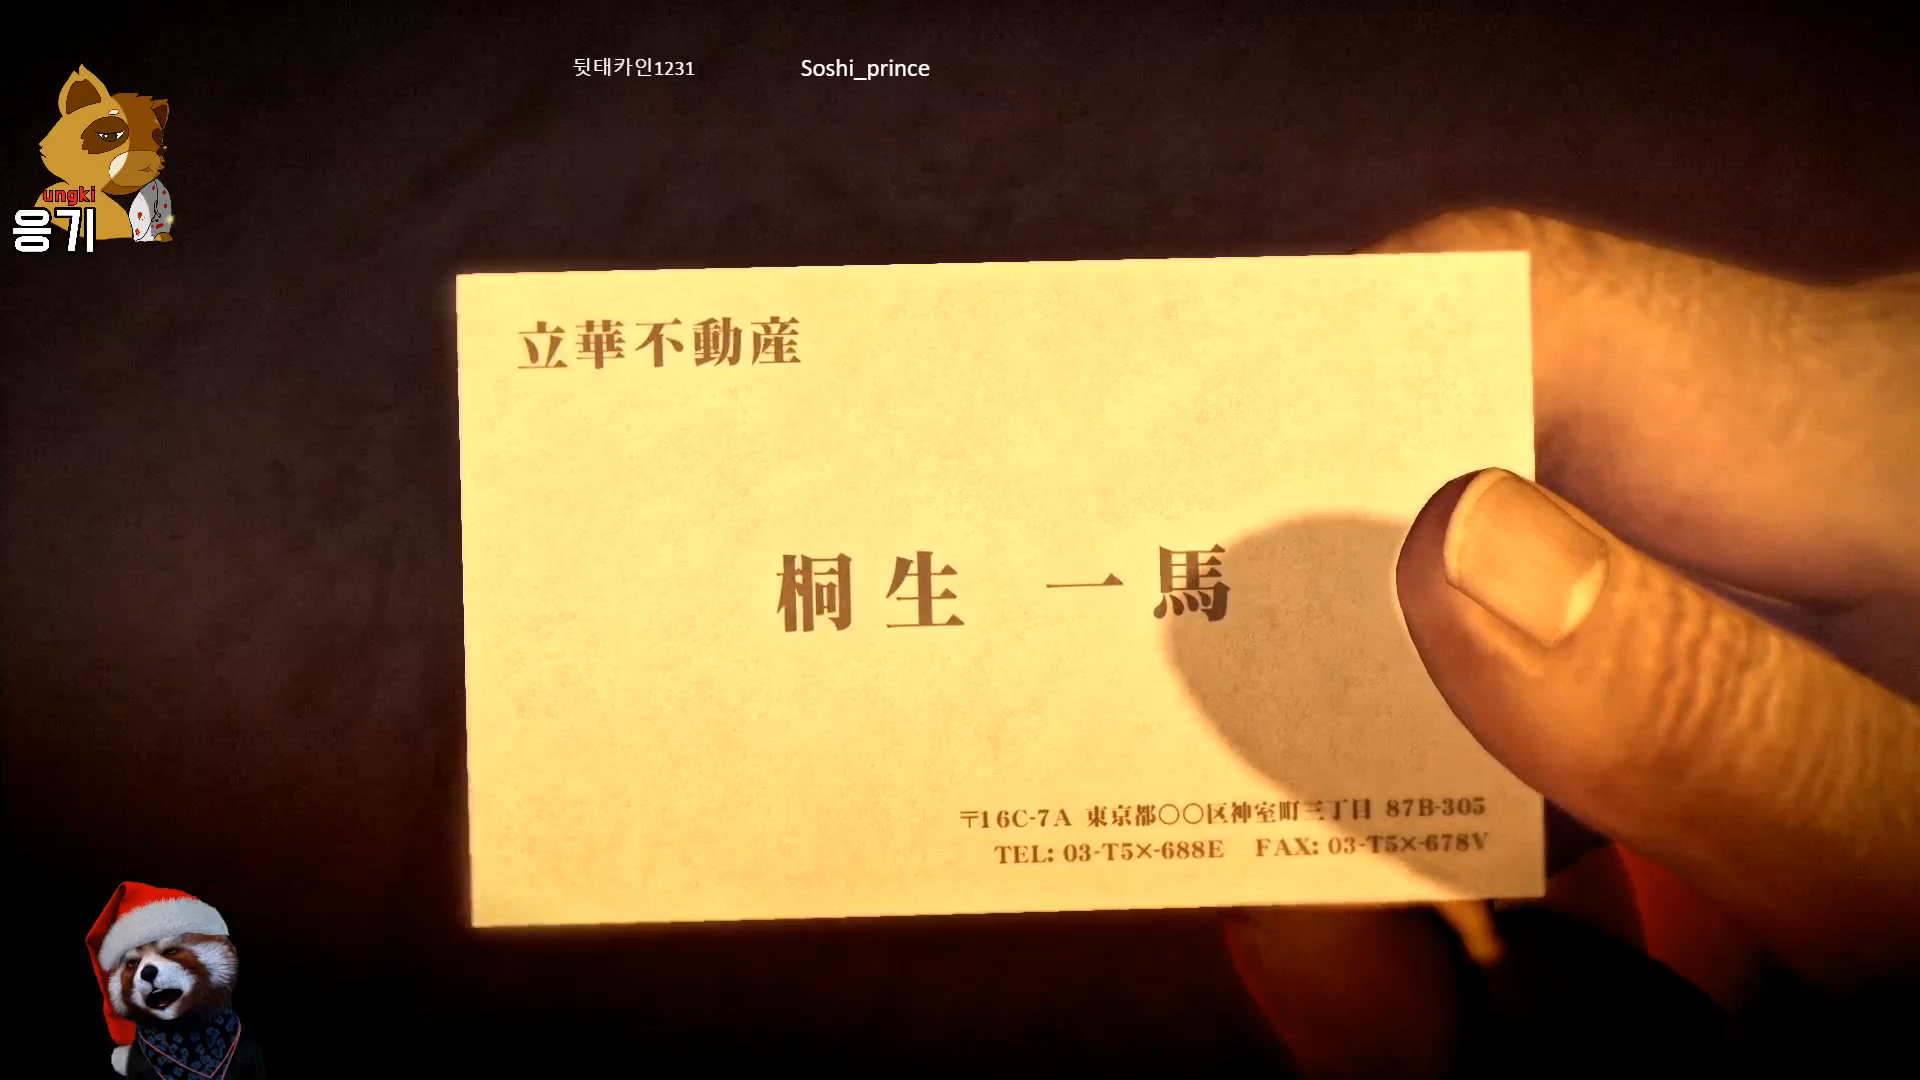 뒷태카인1231 Soshi_prince
ungki
응기
立華不動産
桐生 一馬
〒16C-7A 東京都〇〇区神室町三丁目 87B-305
TEL: 03-T5×-688E FAX: 03-T5×-678V